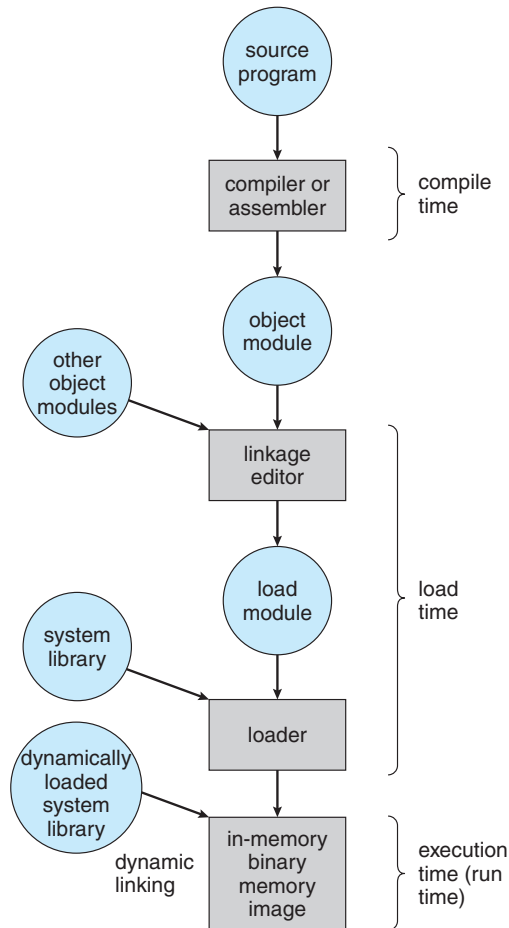 source
program
compiler or
assembler
compile
time
object
module
other
object
modules
linkage
editor
load
module
load
time
system
library
loader
dynamically
loaded
system
library
dynamic
linking
in-memory
binary
memory
image
execution
time (run
time)